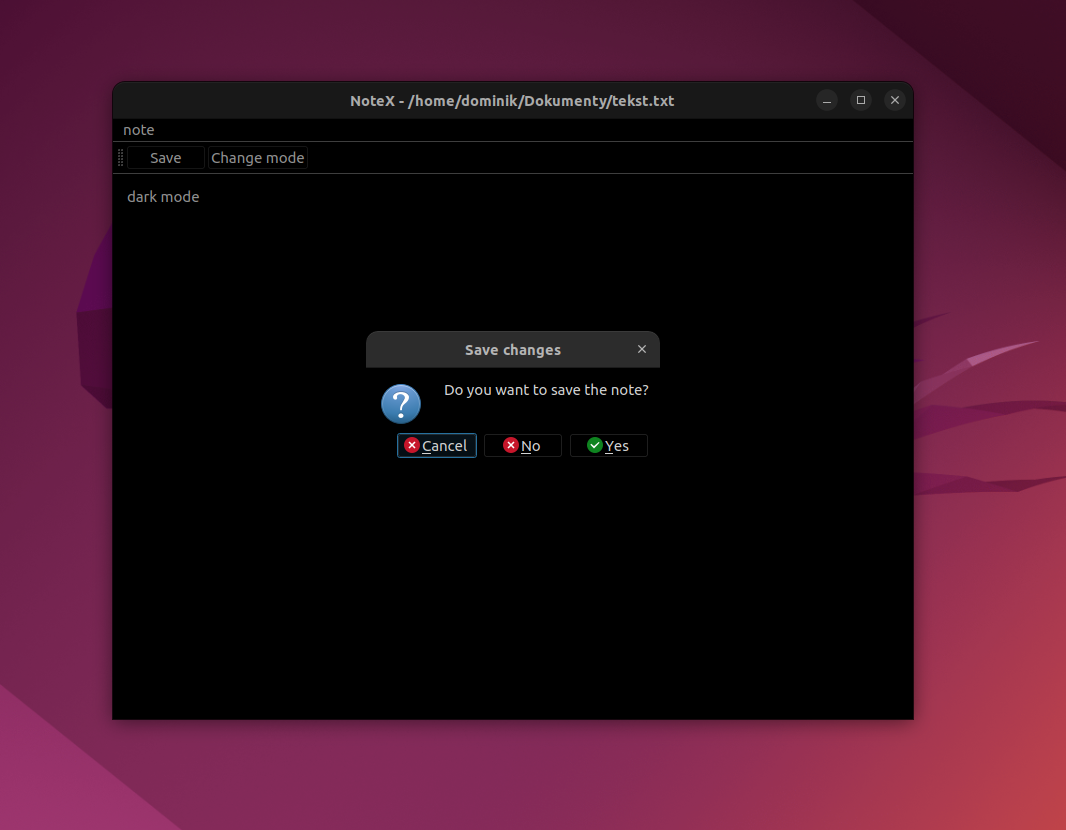 NoteX - /home/dominik/Dokumenty/tekst.txt
note
Save Change mode
dark mode
Save changes
Do you want to save the note?
Cancel No Yes